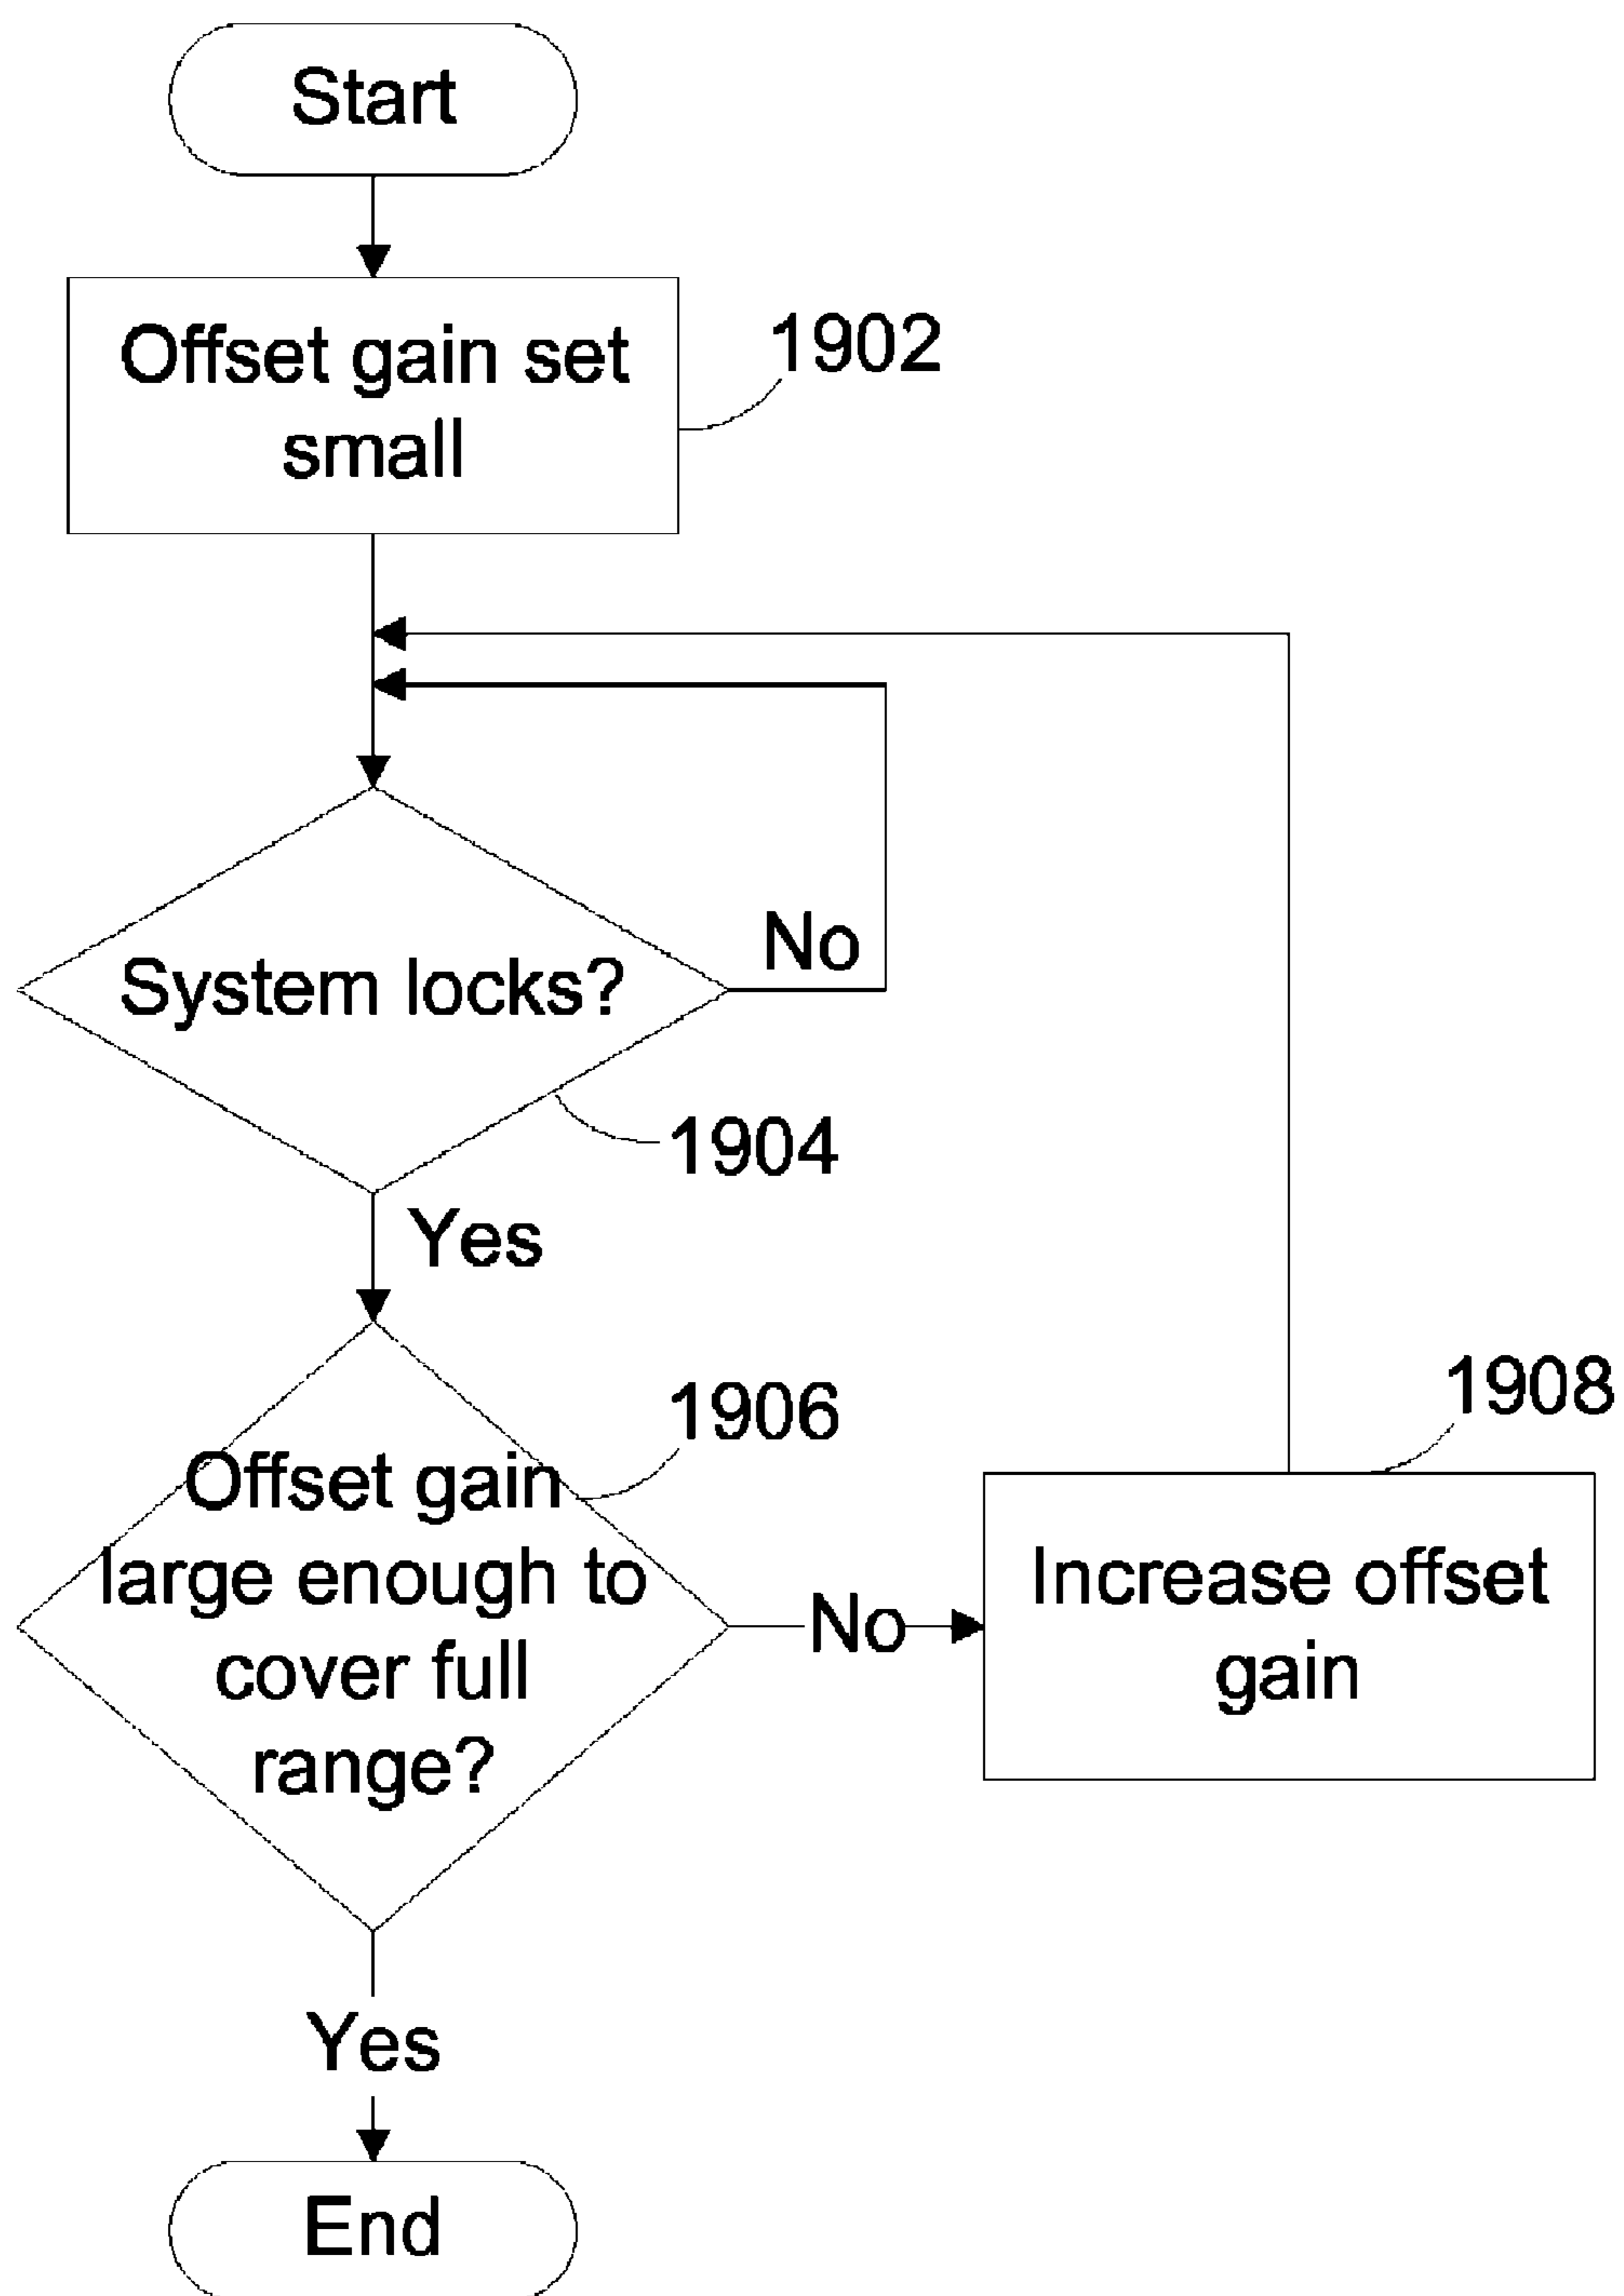 Start
Offset gain set
small
1902
System locks?
No
1904
Yes
1906
Offset gain
large enough to
cover full
range?
No
1908
Increase offset
gain
Yes
End